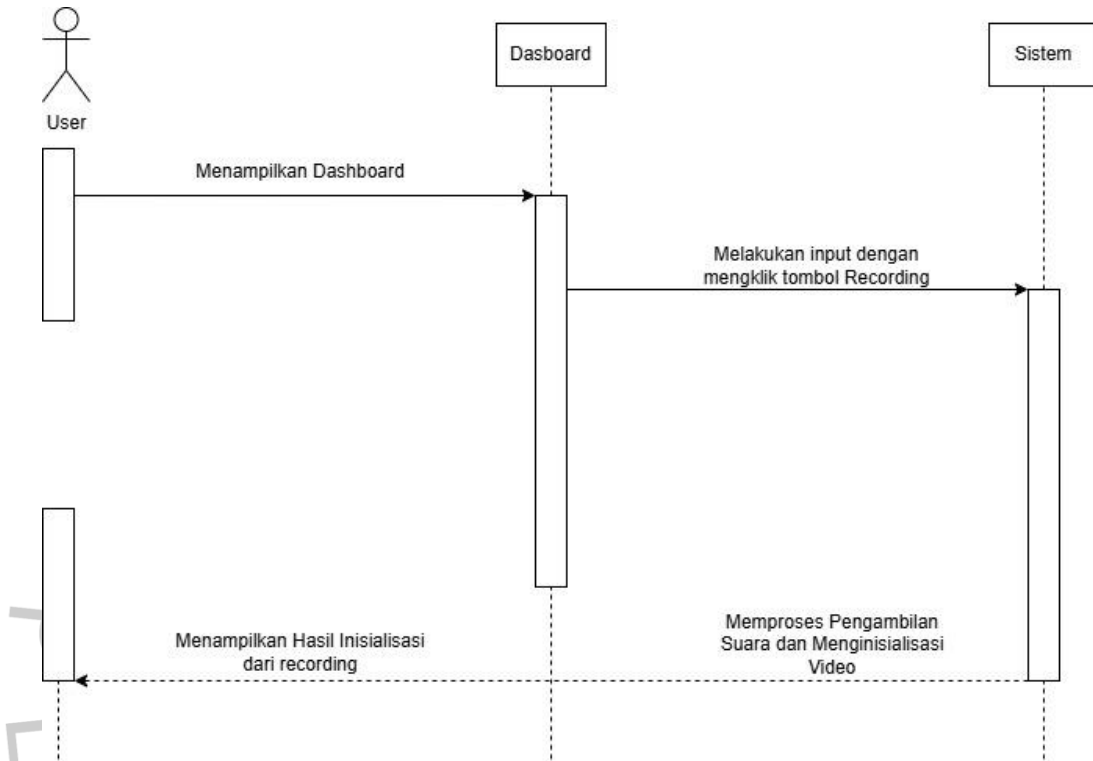 Dasboard
Sistem
User
Menampilkan Dashboard
Melakukan input dengan
mengklik tombol Recording
Memproses Pengambilan
Suara dan Menginisialisasi
Video
Menampilkan Hasil Inisialisasi
dari recording